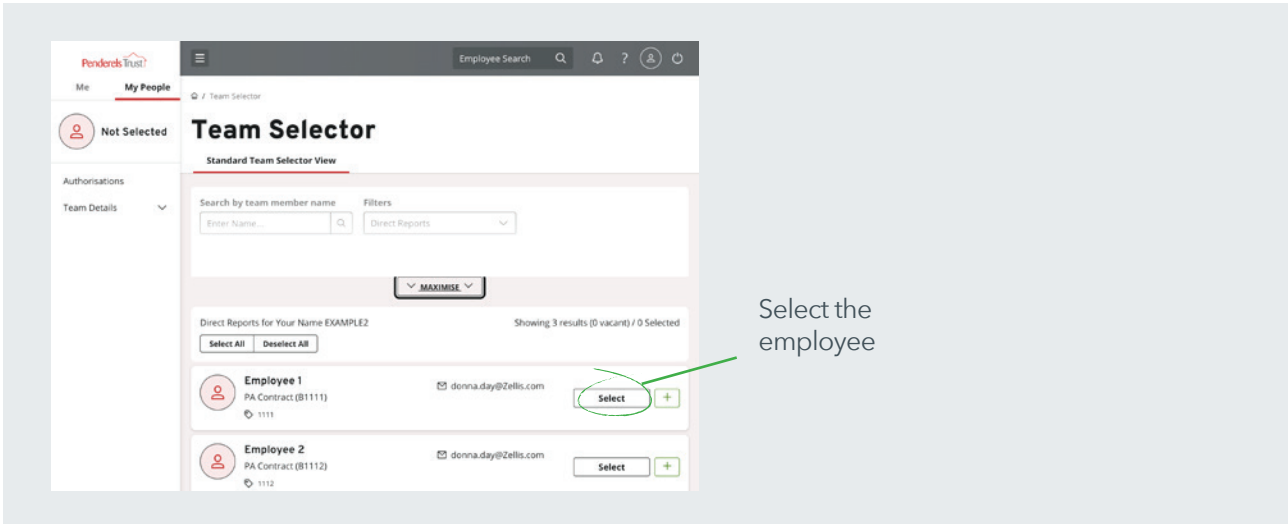 Penderels Trust
Employee Search
?
Me
My People
/ Team Selector
Not Selected
Team Selector
Standard Team Selector View
Authorisations
Team Details
Search by team member name
Filters
Enter Name...
Direct Reports
MAXIMISE
Direct Reports for Your Name EXAMPLE2
Showing 3 results (0 vacant) / 0 Selected
Select All
Deselect All
Select the
employee
Employee 1
PA Contract (B1111)
1111
donna.day@Zellis.com
Select
+
Employee 2
PA Contract (B1112)
1112
donna.day@Zellis.com
Select
+